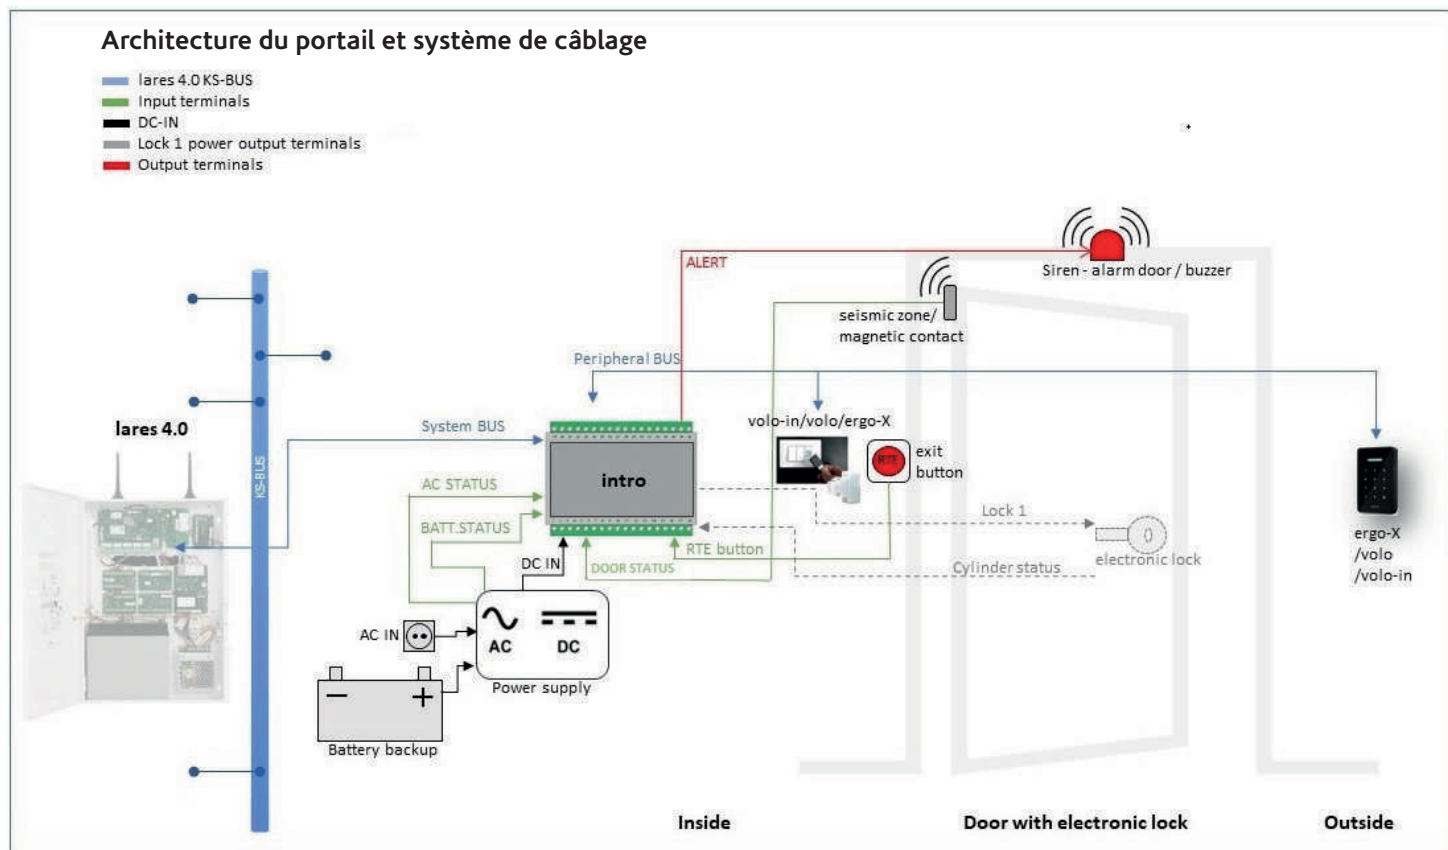 Architecture du portail et système de câblage
lares 4.0 KS-BUS
Input terminals
DC-IN
Lock 1 power output terminals
Output terminals
ALERT
Siren - alarm door / buzzer
seismic zone/
magnetic contact
Peripheral BUS
lares 4.0
System BUS
KS-BUS
volo-in/volo/ergo-X
RTE
exit
button
intro
AC STATUS
BATT.STATUS
Lock 1
electronic lock
RTE button
DC IN
DOOR STATUS
Cylinder status
ergo-X
/volo
/volo-in
AC IN
AC
DC
Power supply
Battery backup
Inside
Door with electronic lock
Outside